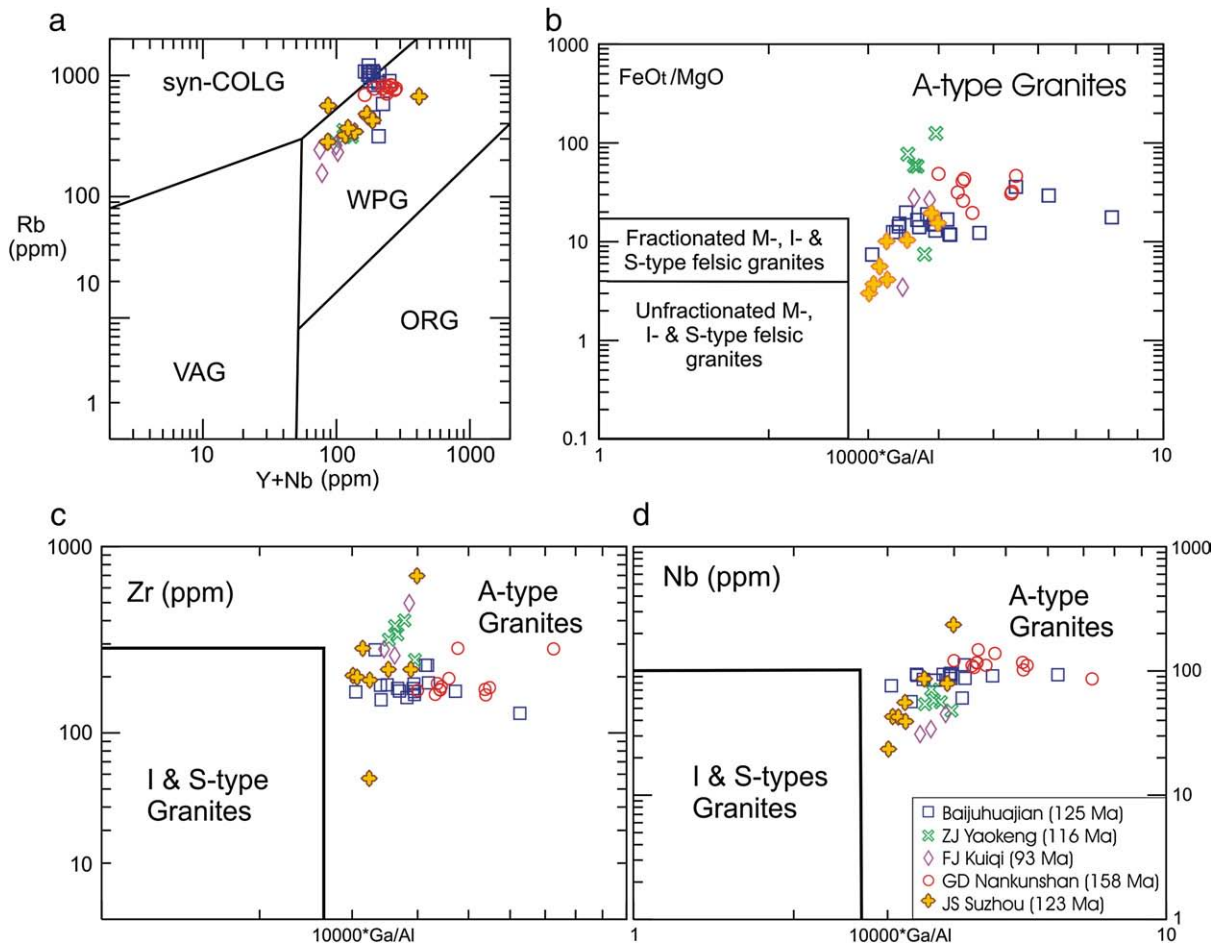 a
syn-COLG
WPG
ORG
VAG
1000
100
10
1
Rb
(ppm)
10
100
1000
Y+Nb (ppm)
b
1000
100
10
1
0.1
FeOt/MgO
A-type Granites
Fractionated M-, I- &
S-type felsic granites
Unfractionated M-,
I- & S-type felsic
granites
1
10000*Ga/Al
10
c
1000
100
10
Zr (ppm)
A-type
Granites
I & S-type
Granites
10000*Ga/Al
d
Nb (ppm)
A-type
Granites
I & S-types
Granites
1000
100
10
1
Baijuhuajian (125 Ma)
ZJ Yaokeng (116 Ma)
FJ Kuiqi (93 Ma)
GD Nankunshan (158 Ma)
JS Suzhou (123 Ma)
1
10000*Ga/Al
10